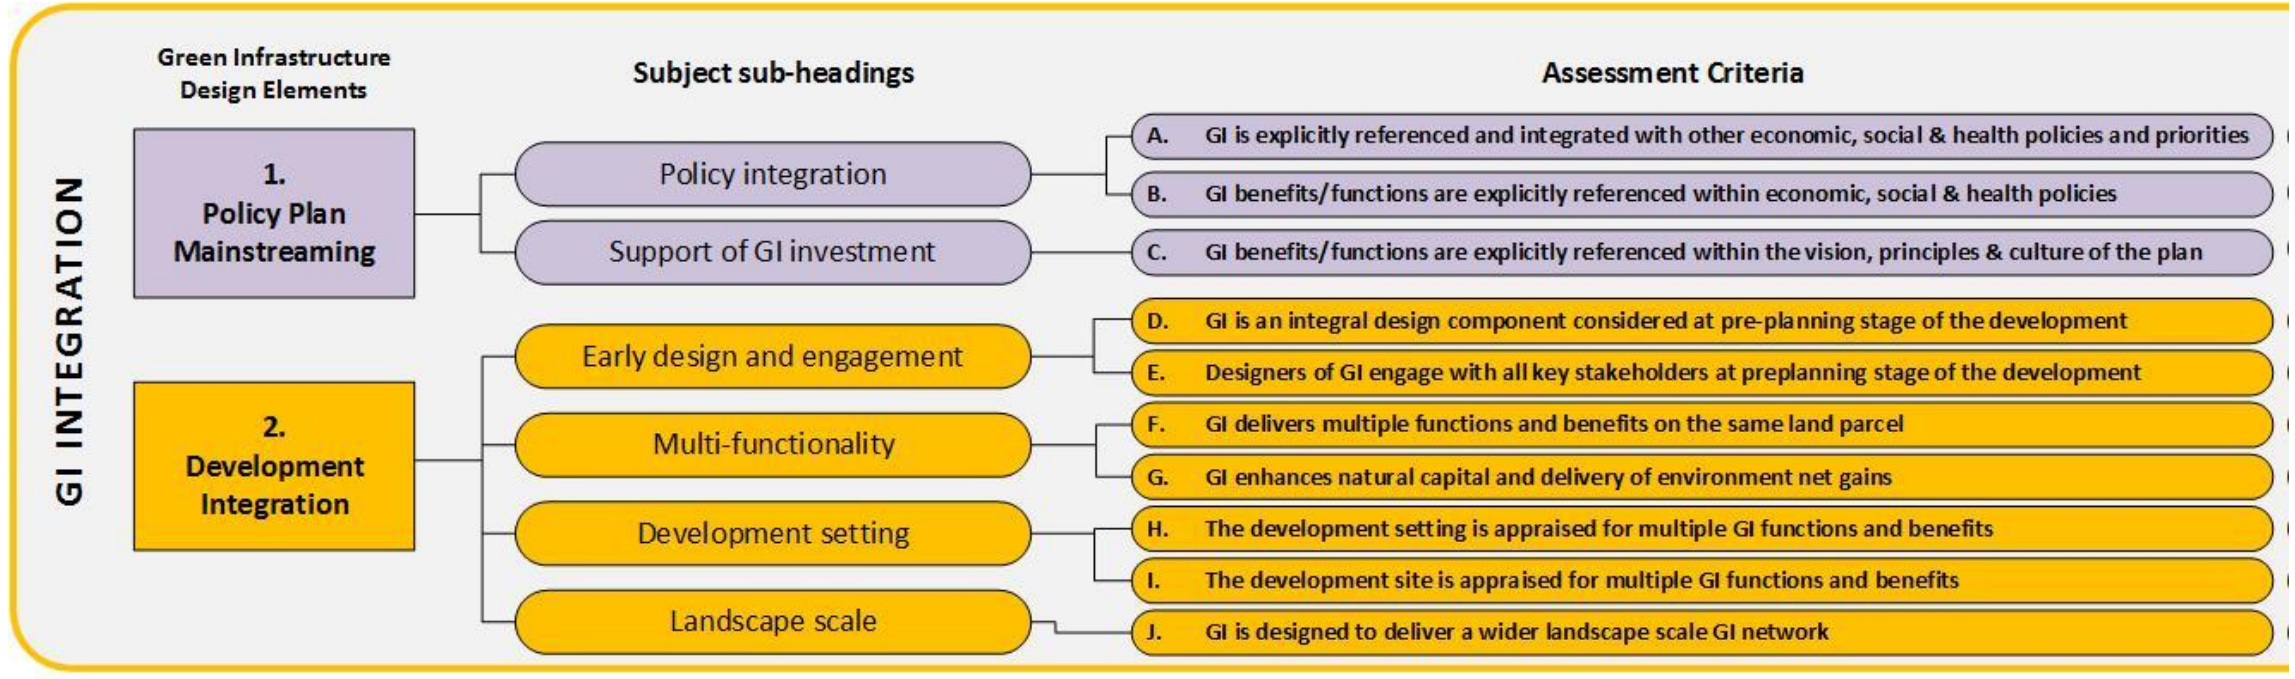 GI INTEGRATION
Green Infrastructure
Design Elements
Subject sub-headings
Assessment Criteria
1.
Policy Plan
Mainstreaming
Policy integration
A. GI is explicitly referenced and integrated with other economic, social & health policies and priorities
B. GI benefits/functions are explicitly referenced within economic, social & health policies
Support of GI investment
C. GI benefits/functions are explicitly referenced within the vision, principles & culture of the plan
2.
Development
Integration
Early design and engagement
D. GI is an integral design component considered at pre-planning stage of the development
E. Designers of GI engage with all key stakeholders at preplanning stage of the development
Multi-functionality
F. GI delivers multiple functions and benefits on the same land parcel
G. GI enhances natural capital and delivery of environment net gains
Development setting
H. The development setting is appraised for multiple GI functions and benefits
I. The development site is appraised for multiple GI functions and benefits
Landscape scale
J. GI is designed to deliver a wider landscape scale GI network